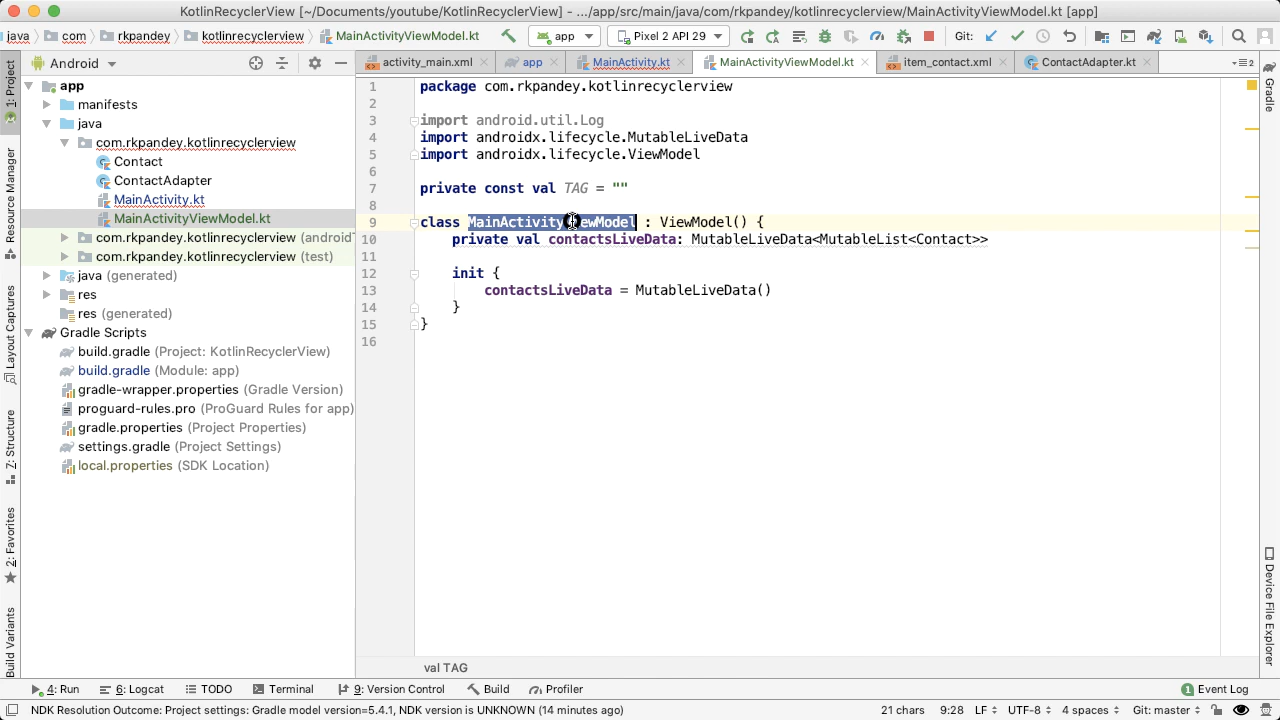 KotlinRecyclerView [~/Documents/youtube/KotlinRecyclerView] - .../app/src/main/java/com/rkpandey/kotlinrecyclerview/MainActivityViewModel.kt [app]
java com rkpandey kotlinrecyclerview MainActivityViewModel.kt app Pixel 2 API 29 Git:
Android
activity_main.xml app MainActivity.kt MainActivityViewModel.kt item_contact.xml ContactAdapter.kt
1: Project
Resource Manager
Layout Captures
7: Structure
2: Favorites
Build Variants
app
manifests
java
com.rkpandey.kotlinrecyclerview
Contact
ContactAdapter
MainActivity.kt
MainActivityViewModel.kt
com.rkpandey.kotlinrecyclerview (androidT
com.rkpandey.kotlinrecyclerview (test)
java (generated)
res
res (generated)
Gradle Scripts
build.gradle (Project: KotlinRecyclerView)
build.gradle (Module: app)
gradle-wrapper.properties (Gradle Version)
proguard-rules.pro (ProGuard Rules for app)
gradle.properties (Project Properties)
settings.gradle (Project Settings)
local.properties (SDK Location)
1 package com.rkpandey.kotlinrecyclerview
2
3 import android.util.Log
4 import androidx.lifecycle.MutableLiveData
5 import androidx.lifecycle.ViewModel
6
7 private const val TAG = ""
8
9 class MainActivityViewModel : ViewModel() {
10 private val contactsLiveData: MutableLiveData<MutableList<Contact>>
11
12 init {
13 contactsLiveData = MutableLiveData()
14 }
15 }
16
val TAG
Gradle
Device File Explorer
4: Run 6: Logcat TODO Terminal 9: Version Control Build Profiler 1 Event Log
NDK Resolution Outcome: Project settings: Gradle model version=5.4.1, NDK version is UNKNOWN (14 minutes ago) 21 chars 9:28 LF UTF-8 4 spaces Git: master